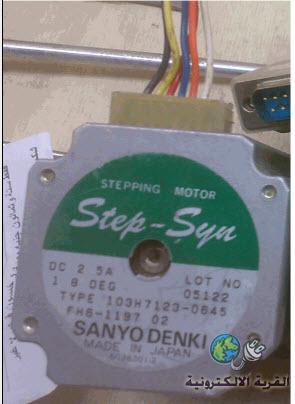 STEPPING MOTOR
Step-Syn
DC 2 5A
1 8 DEG
LOT NO
05122
TYPE 103H7123-0645
FH6-1197 02
SANYO DENKI
MADE IN JAPAN
القرية الالكترونية